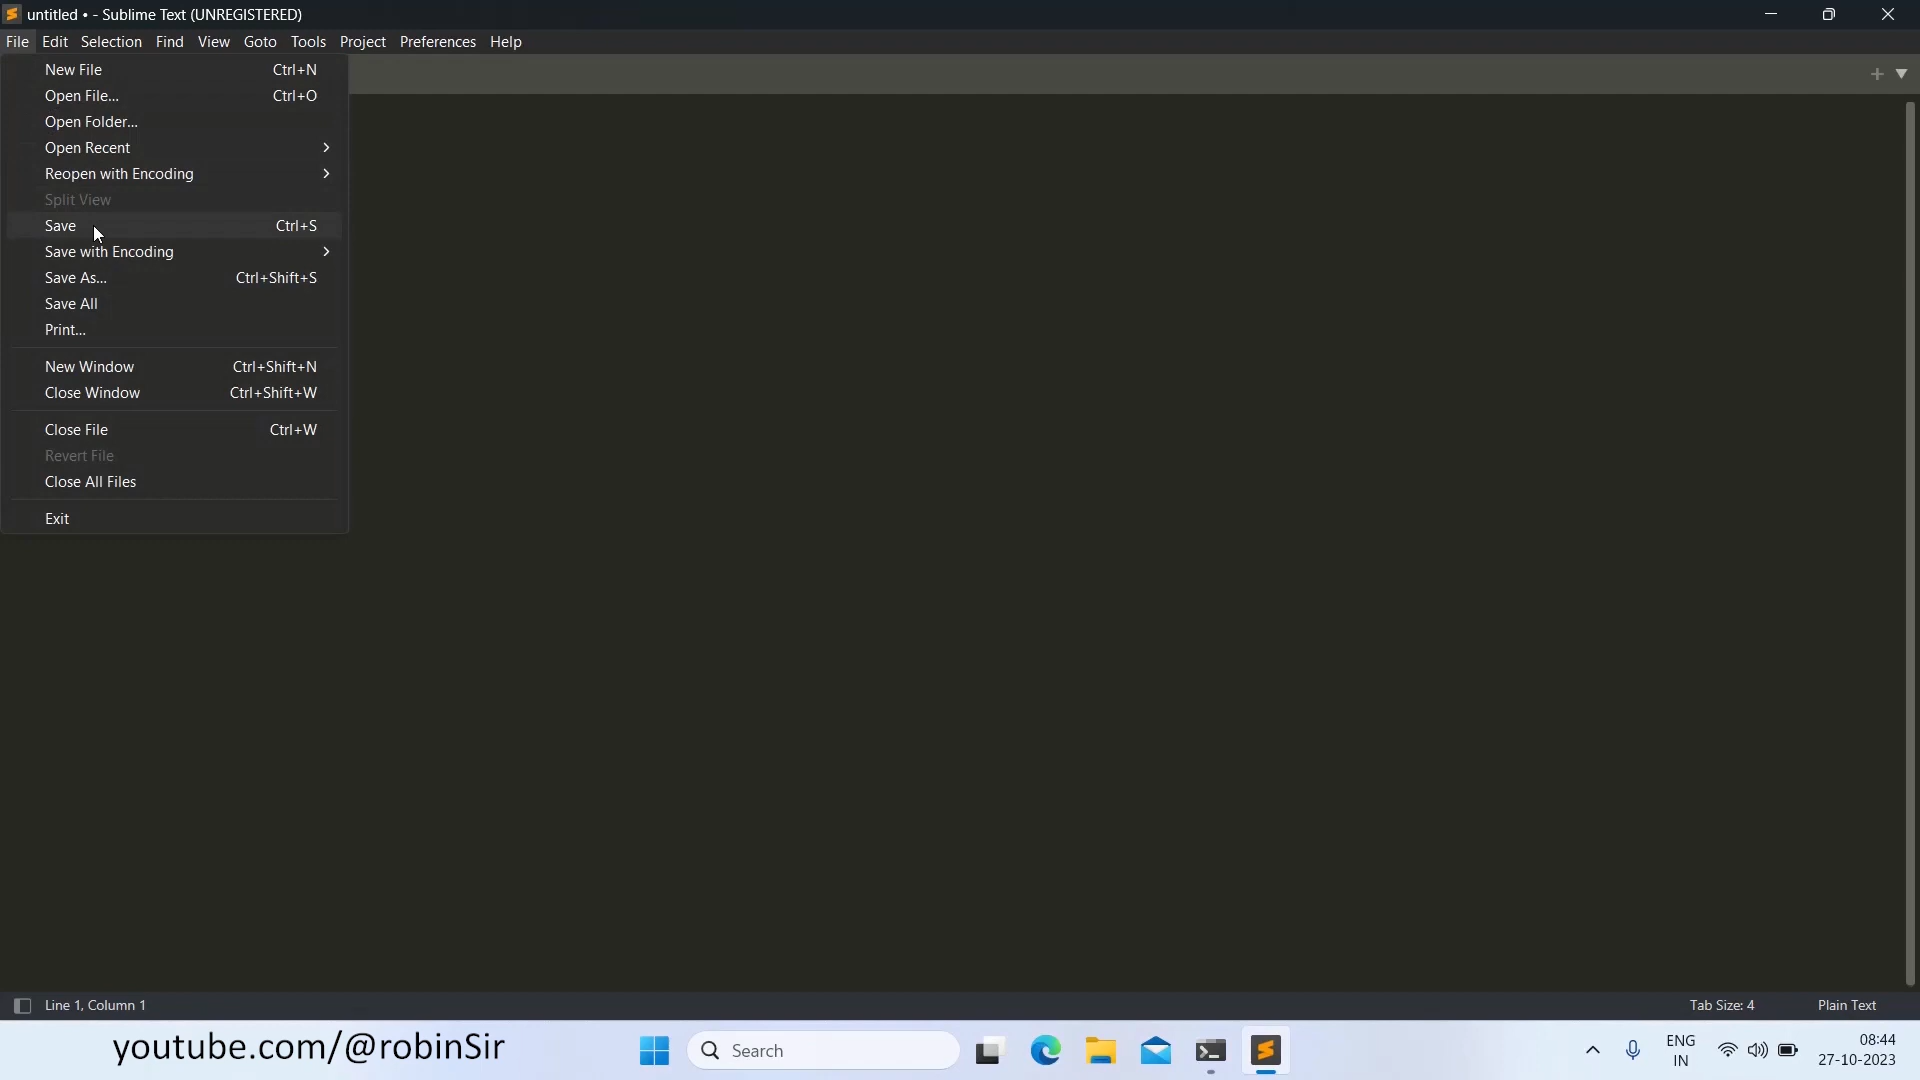 untitled • - Sublime Text (UNREGISTERED)
File Edit Selection Find View Goto Tools Project Preferences Help
New File Ctrl+N
Open File... Ctrl+O
Open Folder...
Open Recent
Reopen with Encoding
Split View
Save Ctrl+S
Save with Encoding
Save As... Ctrl+Shift+S
Save All
Print...
New Window Ctrl+Shift+N
Close Window Ctrl+Shift+W
Close File Ctrl+W
Revert File
Close All Files
Exit
Line 1, Column 1 Tab Size: 4 Plain Text
youtube.com/@robinSir
Search
ENG
IN
08:44
27-10-2023